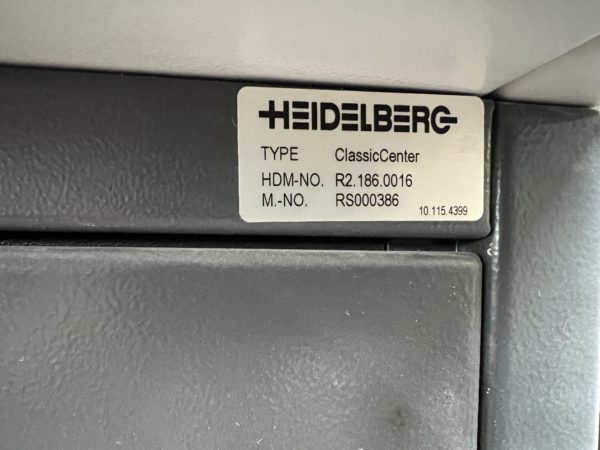 HEIDELBERG
TYPE ClassicCenter
HDM-NO. R2.186.0016
M.-NO. RS000386
10.115.4399